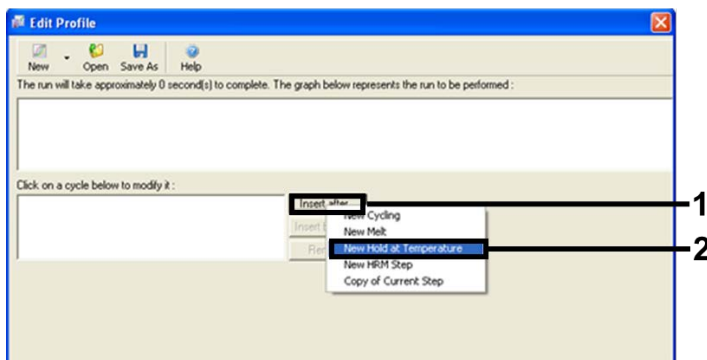 Edit Profile
New Open Save As Help
The run will take approximately 0 second(s) to complete. The graph below represents the run to be performed :
Click on a cycle below to modify it :
Insert after... 1
New Cycling
Insert
New Melt
New Hold at Temperature 2
New HRM Step
Copy of Current Step